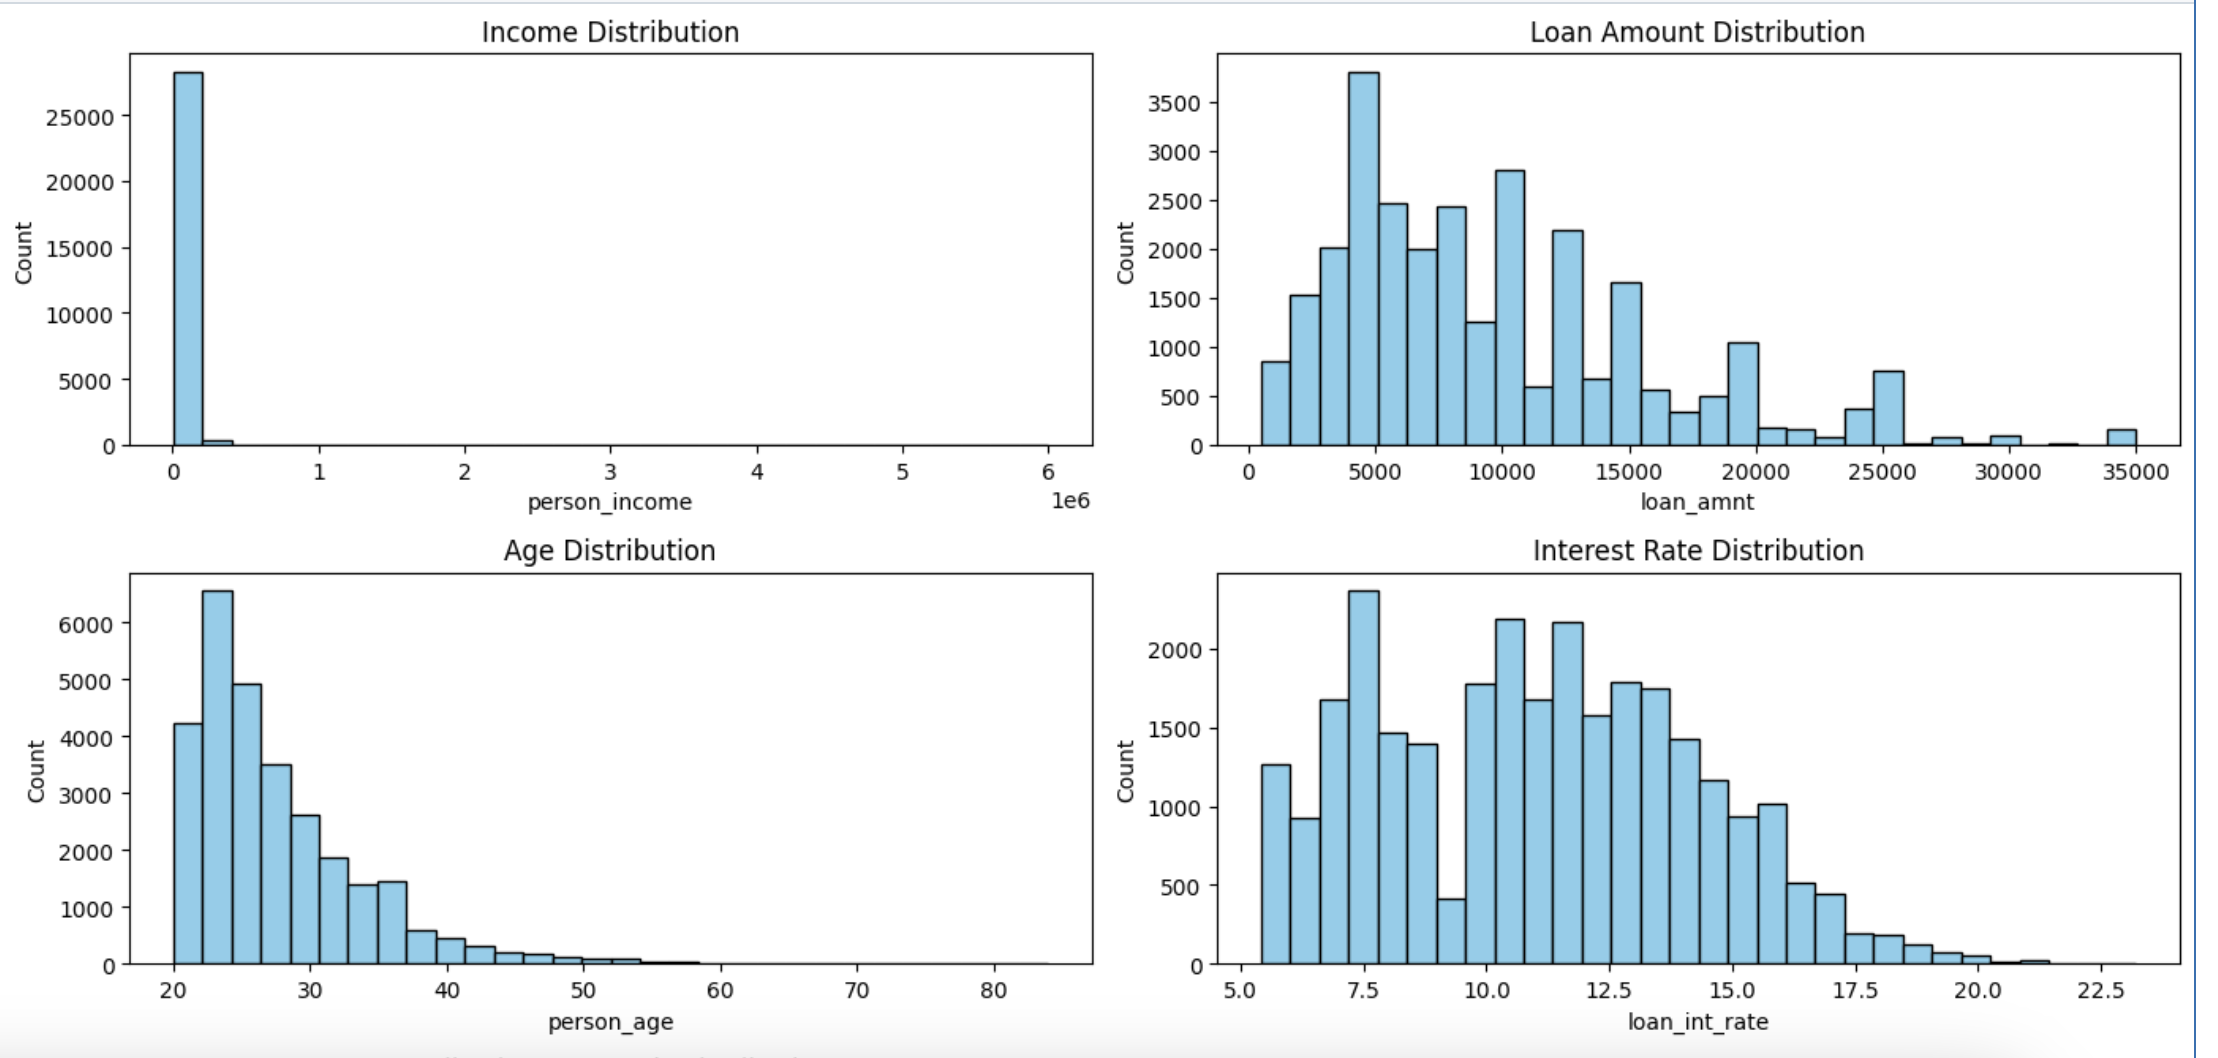 Income Distribution
25000
20000
15000
10000
5000
0
Count
0 1 2 3 4 5 6
1e6
person_income
Loan Amount Distribution
3500
3000
2500
2000
1500
1000
500
0
Count
0 5000 10000 15000 20000 25000 30000 35000
loan_amnt
Age Distribution
6000
5000
4000
3000
2000
1000
0
Count
20 30 40 50 60 70 80
person_age
Interest Rate Distribution
2000
1500
1000
500
0
Count
5.0 7.5 10.0 12.5 15.0 17.5 20.0 22.5
loan_int_rate